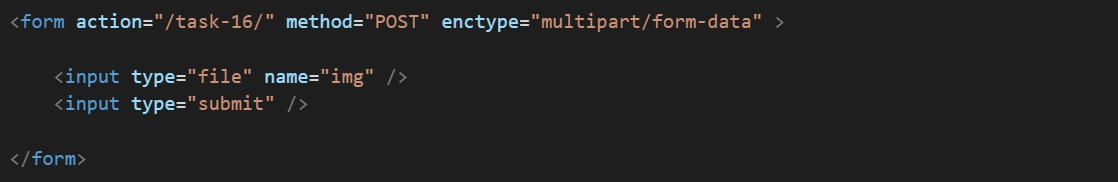 <form action="/task-16/" method="POST" enctype="multipart/form-data" >
<input type="file" name="img" />
<input type="submit" />
</form>